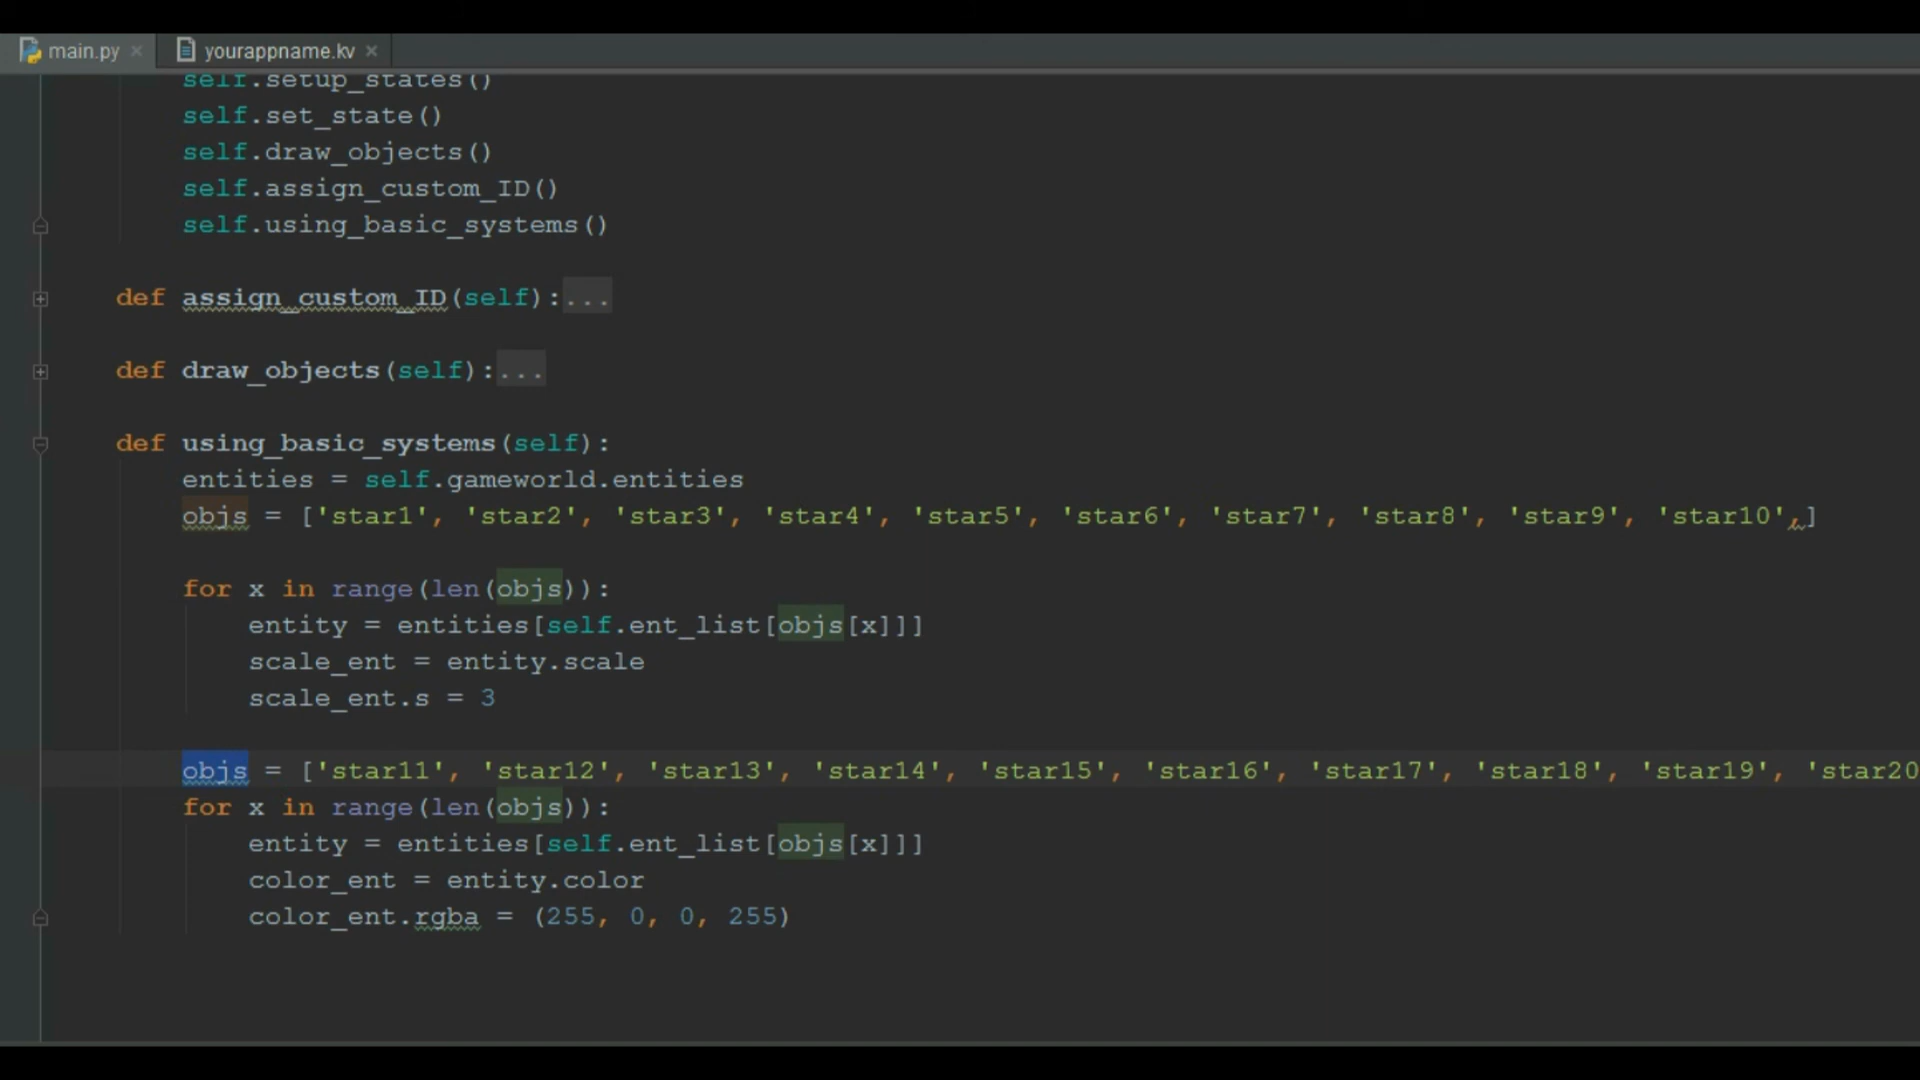 main.py
yourappname.kv
self.setup_states()
self.set_state()
self.draw_objects()
self.assign_custom_ID()
self.using_basic_systems()
def assign_custom_ID(self):...
def draw_objects(self):...
def using_basic_systems(self):
entities = self.gameworld.entities
objs = ['star1', 'star2', 'star3', 'star4', 'star5', 'star6', 'star7', 'star8', 'star9', 'star10',]
for x in range(len(objs)):
entity = entities[self.ent_list[objs[x]]]
scale_ent = entity.scale
scale_ent.s = 3
objs = ['star11', 'star12', 'star13', 'star14', 'star15', 'star16', 'star17', 'star18', 'star19', 'star20
for x in range(len(objs)):
entity = entities[self.ent_list[objs[x]]]
color_ent = entity.color
color_ent.rgba = (255, 0, 0, 255)